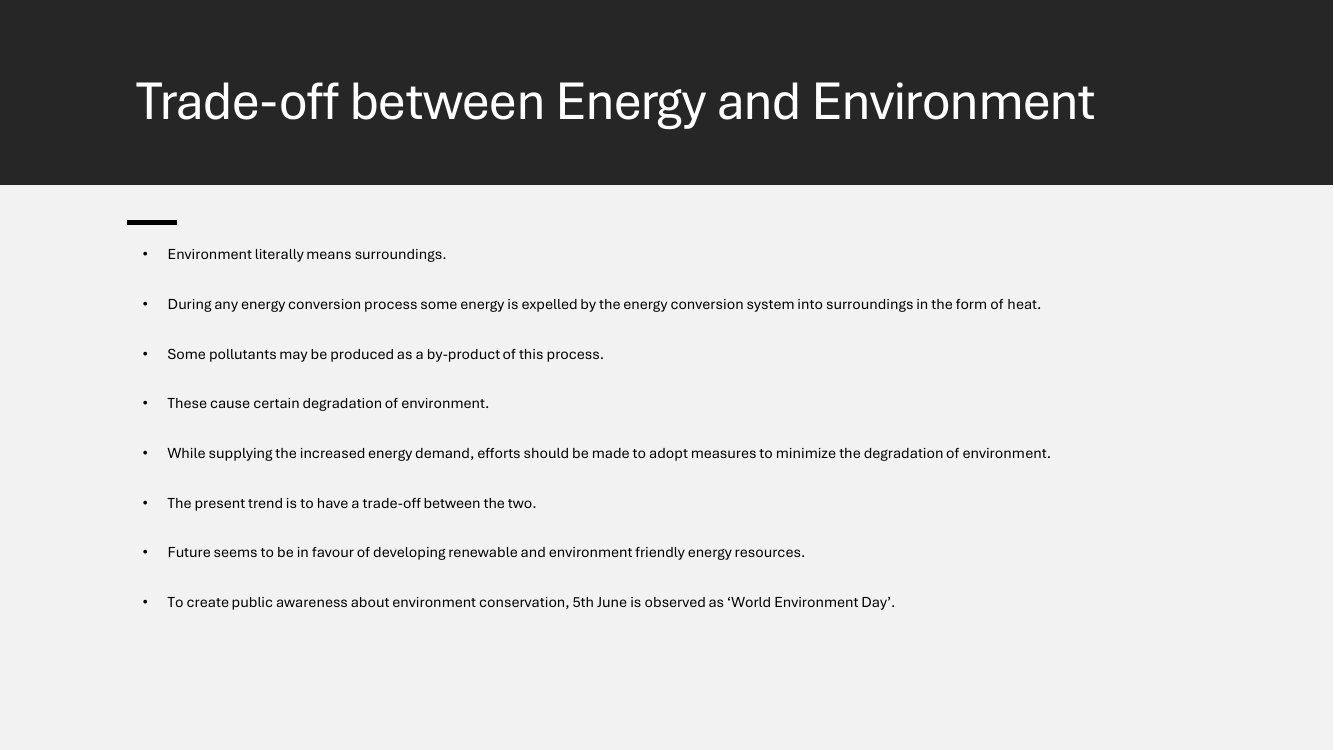 Trade-off between Energy and Environment
• Environment literally means surroundings.
• During any energy conversion process some energy is expelled by the energy conversion system into surroundings in the form of heat.
• Some pollutants may be produced as a by-product of this process.
• These cause certain degradation of environment.
• While supplying the increased energy demand, efforts should be made to adopt measures to minimize the degradation of environment.
• The present trend is to have a trade-off between the two.
• Future seems to be in favour of developing renewable and environment friendly energy resources.
• To create public awareness about environment conservation, 5th June is observed as ‘World Environment Day’.